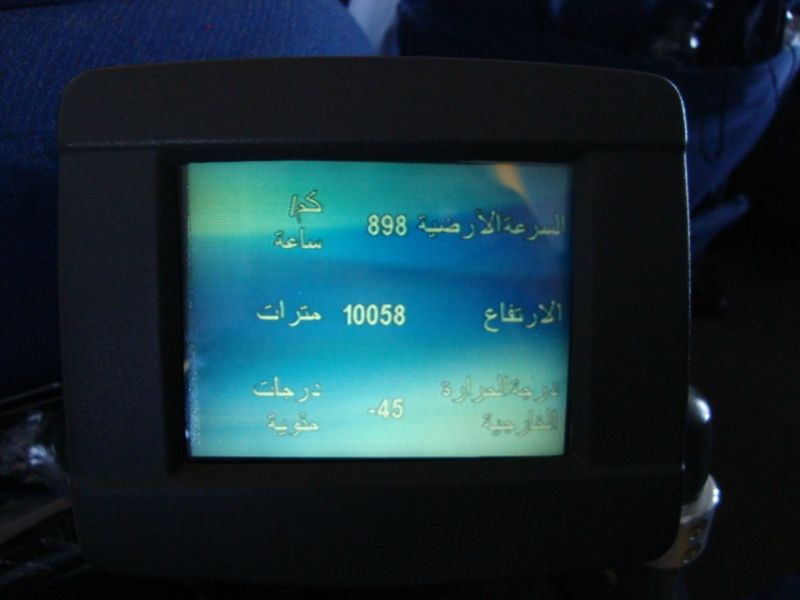 السرعة الأرضية 898 كم/
ساعة
الارتفاع 10058 مترات
درجة الحرارة -45 درجات
الخارجية مئوية